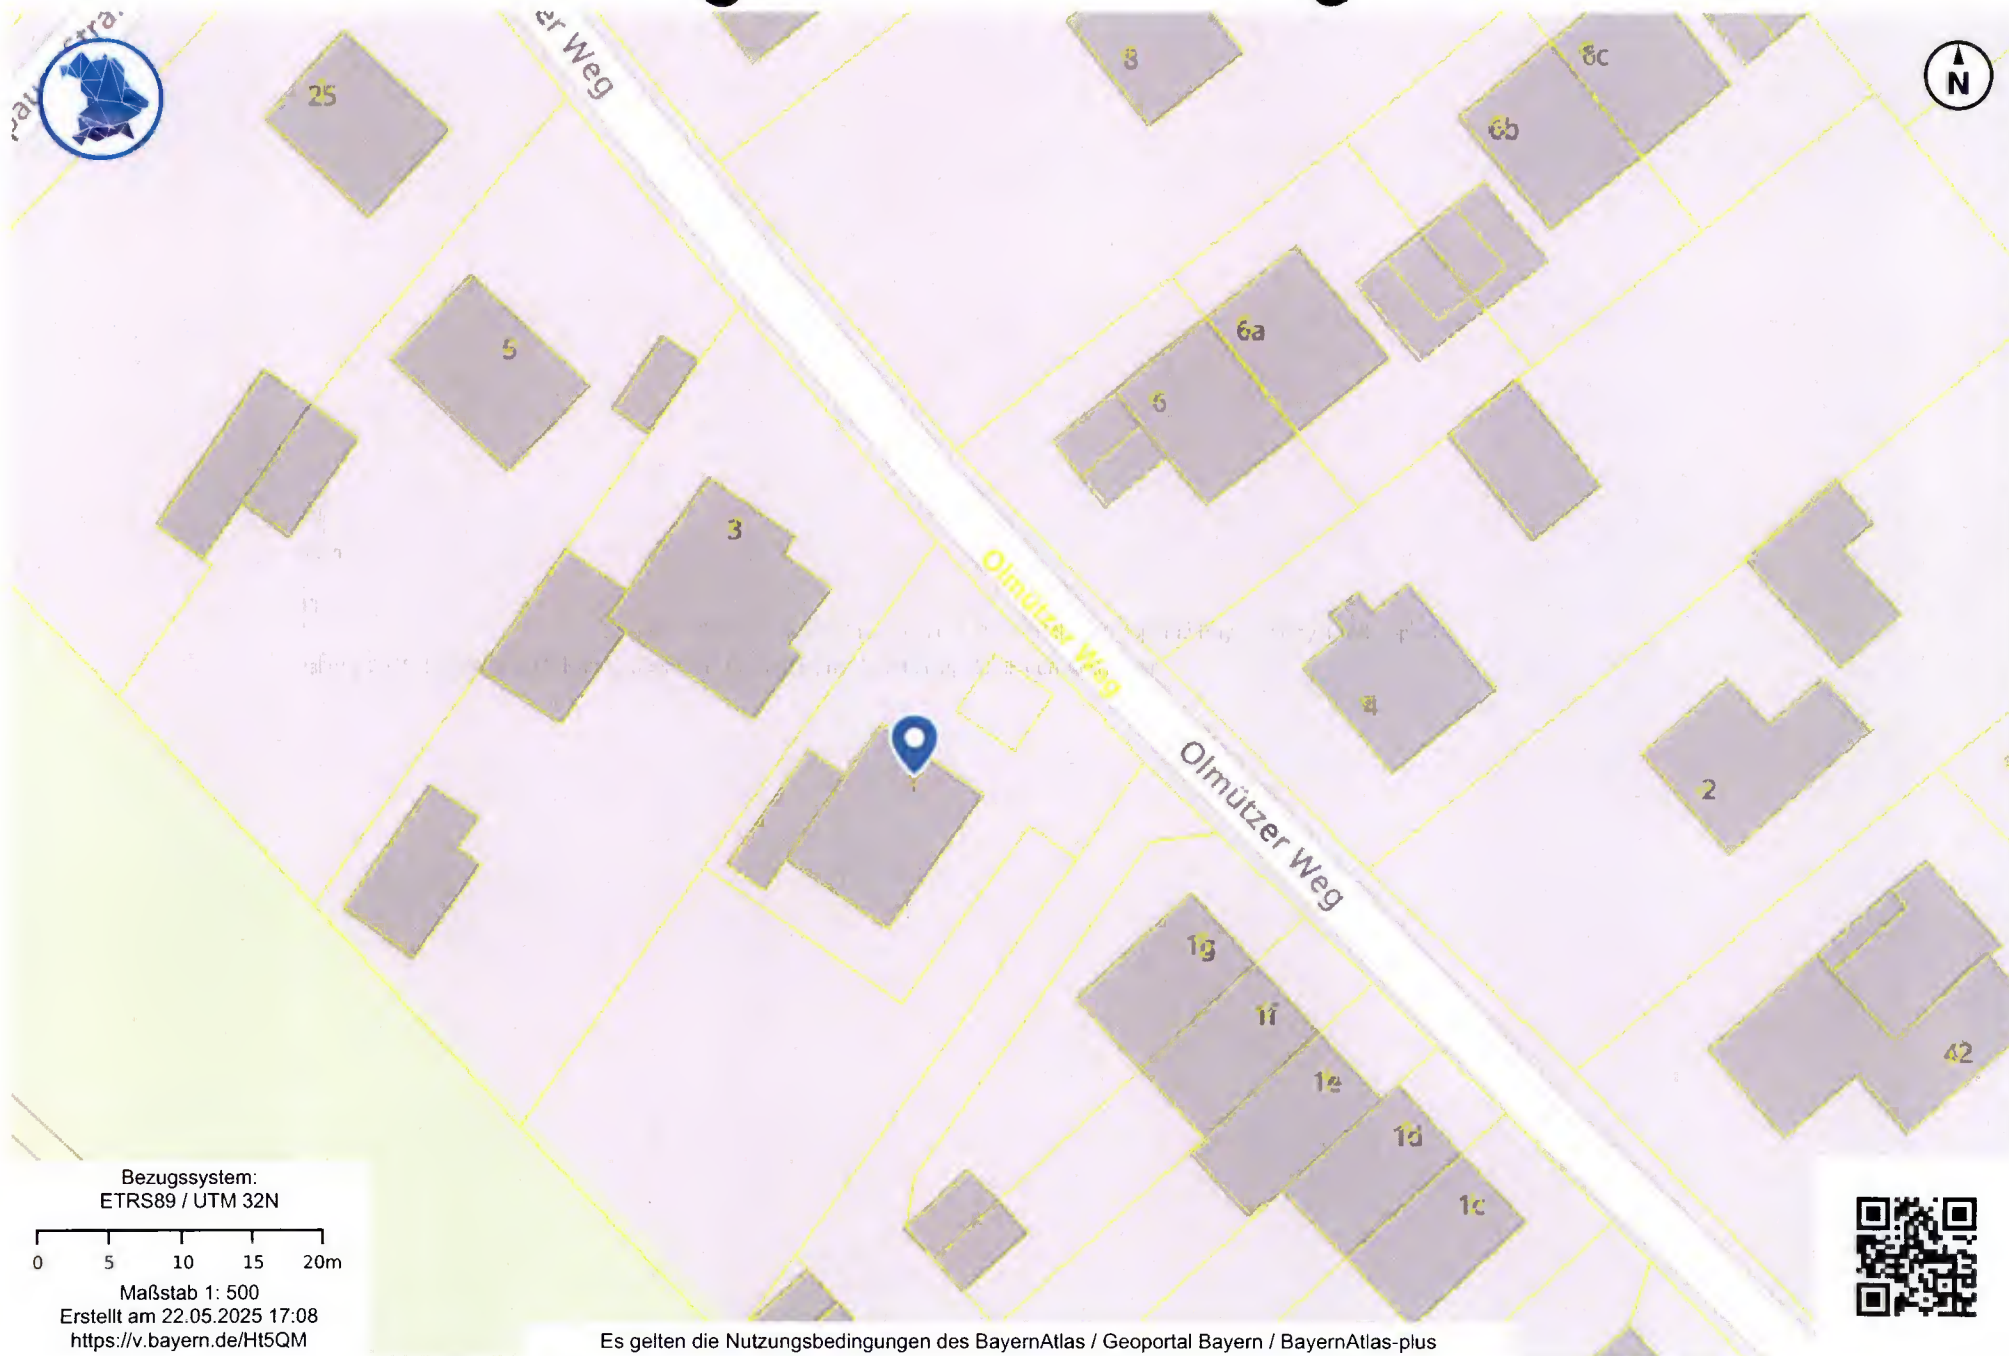 er Weg
25
8
8c
N
6b
6a
5
6
3
Olmützer Weg
4
Olmützer Weg
2
1g
1f
42
1e
1d
1c
Bezugssystem:
ETRS89 / UTM 32N
0 5 10 15 20m
Maßstab 1: 500
Erstellt am 22.05.2025 17:08
https://v.bayern.de/Ht5QM
Es gelten die Nutzungsbedingungen des BayernAtlas / Geoportal Bayern / BayernAtlas-plus